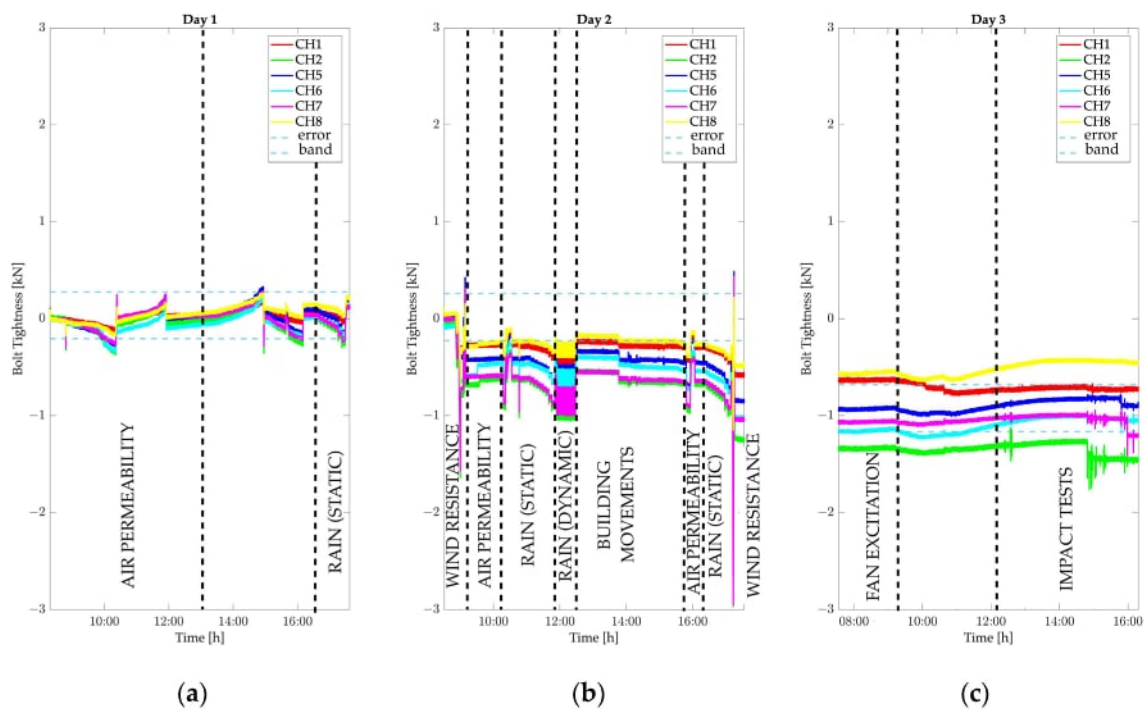 Day 1
3
2
1
0
−1
−2
−3
Bolt Tightness [kN]
CH1
CH2
CH5
CH6
CH7
CH8
error
band
AIR PERMEABILITY
RAIN (STATIC)
10:00 12:00 14:00 16:00
Time [h]
(a)
Day 2
3
2
1
0
−1
−2
−3
Bolt Tightness [kN]
CH1
CH2
CH5
CH6
CH7
CH8
error
band
WIND RESISTANCE
AIR PERMEABILITY
RAIN (STATIC)
RAIN (DYNAMIC)
BUILDING
MOVEMENTS
AIR PERMEABILITY
RAIN (STATIC)
WIND RESISTANCE
10:00 12:00 14:00 16:00
Time [h]
(b)
Day 3
3
2
1
0
−1
−2
−3
Bolt Tightness [kN]
CH1
CH2
CH5
CH6
CH7
CH8
error
band
FAN EXCITATION
IMPACT TESTS
08:00 10:00 12:00 14:00 16:00
Time [h]
(c)